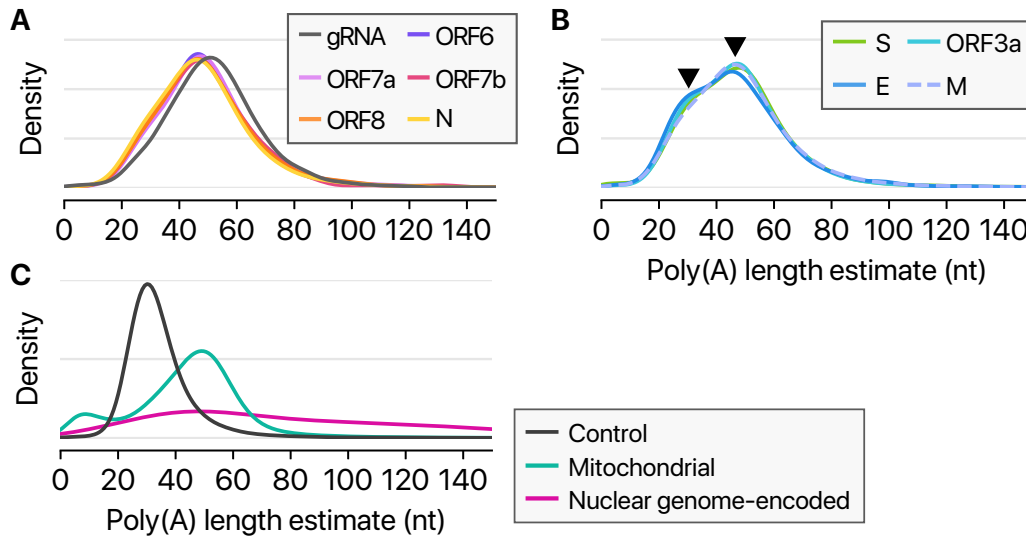 A
Density
gRNA ORF6
ORF7a ORF7b
ORF8 N
0 20 40 60 80 100 120 140
B
Density
S ORF3a
E M
0 20 40 60 80 100 120 140
Poly(A) length estimate (nt)
C
Density
0 20 40 60 80 100 120 140
Poly(A) length estimate (nt)
Control
Mitochondrial
Nuclear genome-encoded